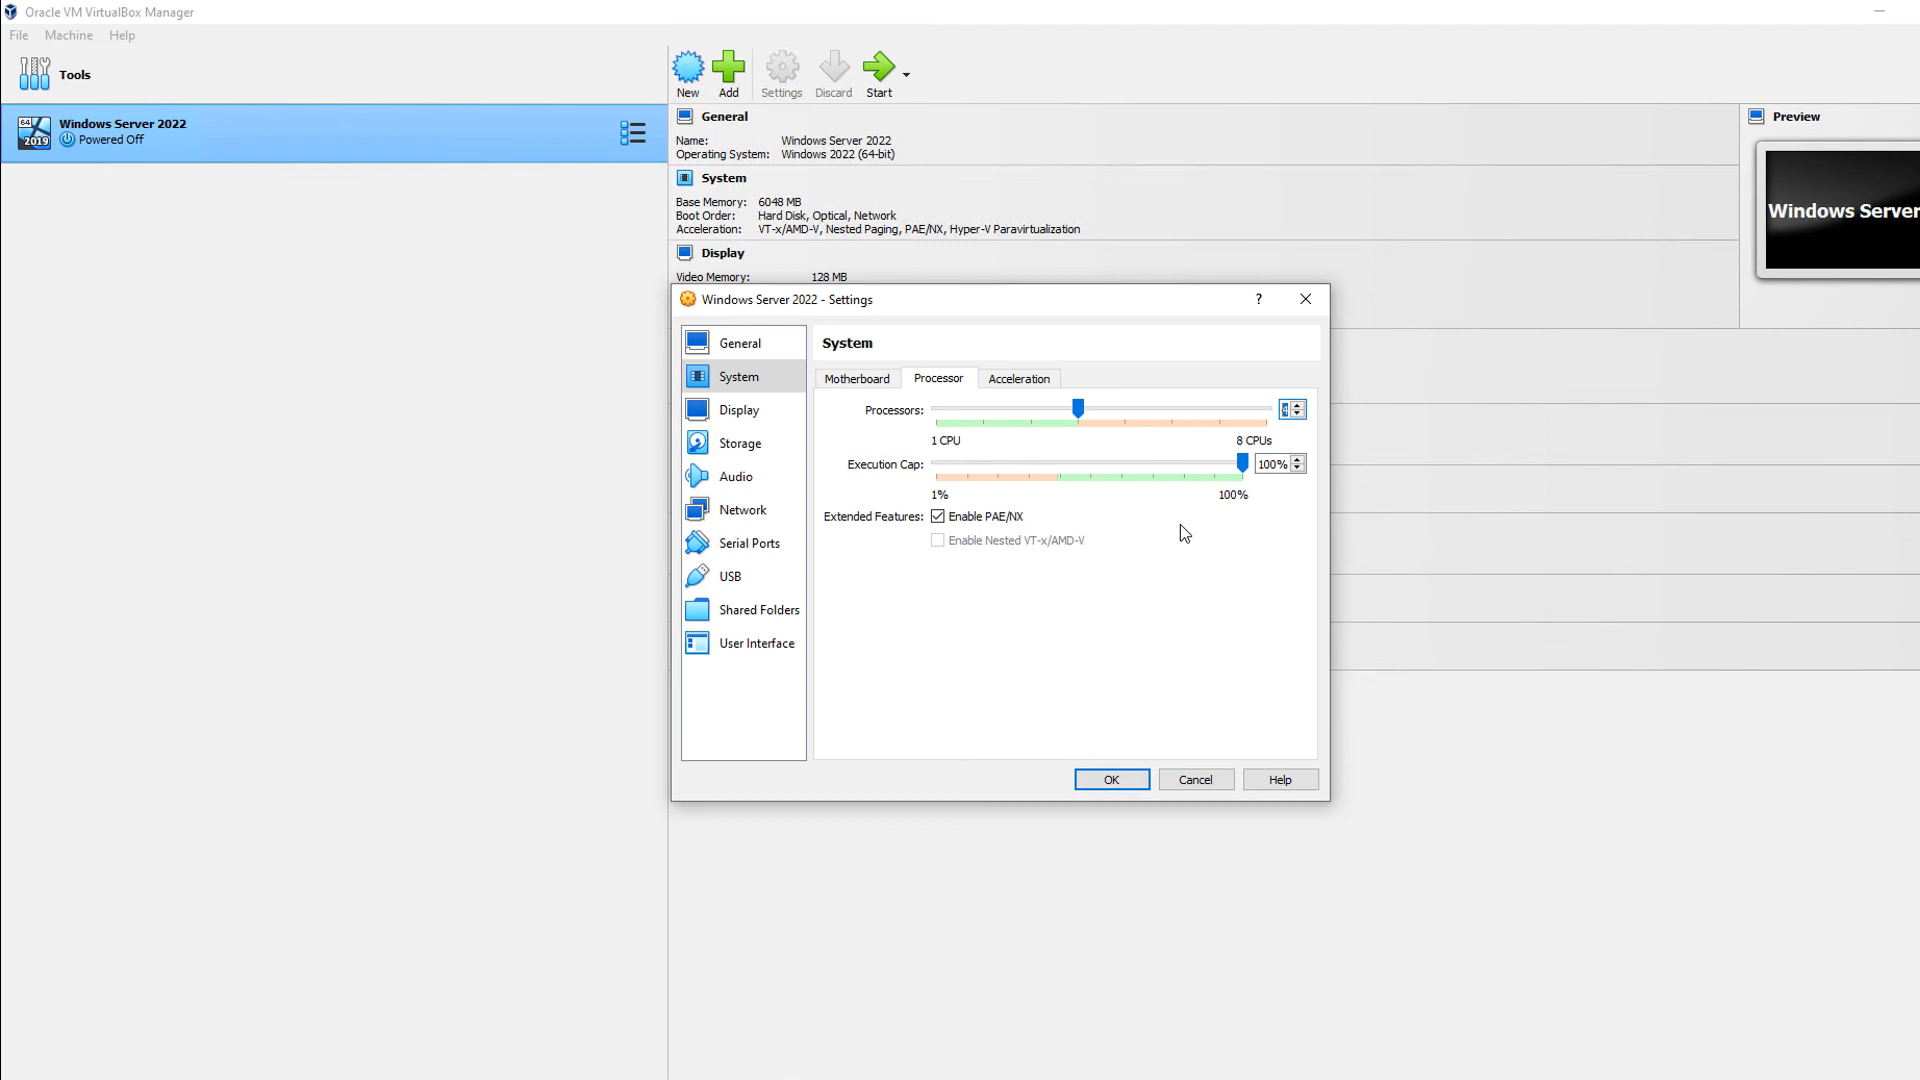 Oracle VM VirtualBox Manager
File Machine Help
Tools
New Add Settings Discard Start
64
2019
Windows Server 2022
Powered Off
General
Name: Windows Server 2022
Operating System: Windows 2022 (64-bit)
System
Base Memory: 6048 MB
Boot Order: Hard Disk, Optical, Network
Acceleration: VT-x/AMD-V, Nested Paging, PAE/NX, Hyper-V Paravirtualization
Display
Video Memory: 128 MB
Preview
Windows Server
Windows Server 2022 - Settings
?
General
System
Display
Storage
Audio
Network
Serial Ports
USB
Shared Folders
User Interface
System
Motherboard Processor Acceleration
Processors: 4
1 CPU 8 CPUs
Execution Cap: 100%
1% 100%
Extended Features: Enable PAE/NX
Enable Nested VT-x/AMD-V
OK Cancel Help